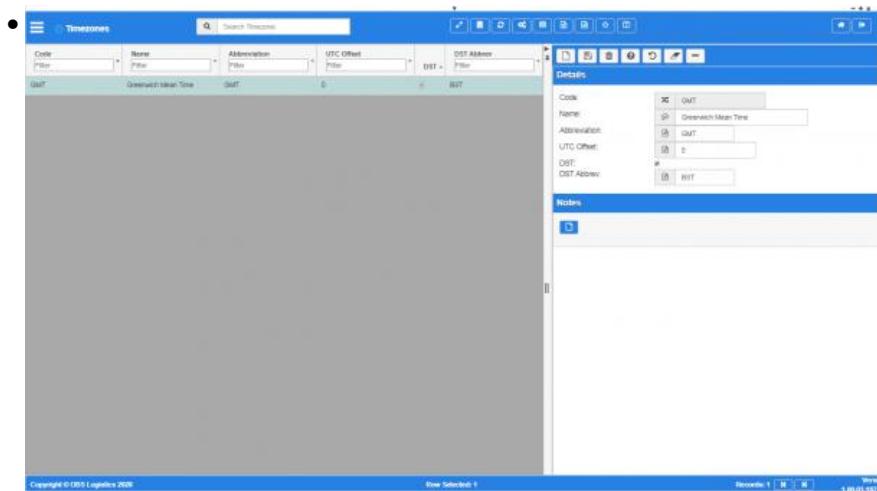 Timezones
Search Timezone
Code
Name
Abbreviation
UTC Offset
DST
DST Abbrev
Filter
Filter
Filter
Filter
Filter
GMT
Greenwich Mean Time
GMT
0
BST
Details
Code:
GMT
Name:
Greenwich Mean Time
Abbreviation:
GMT
UTC Offset:
0
DST:
DST Abbrev:
BST
Notes
Copyright © OBS Logistics 2020
Row Selected: 1
Records: 1